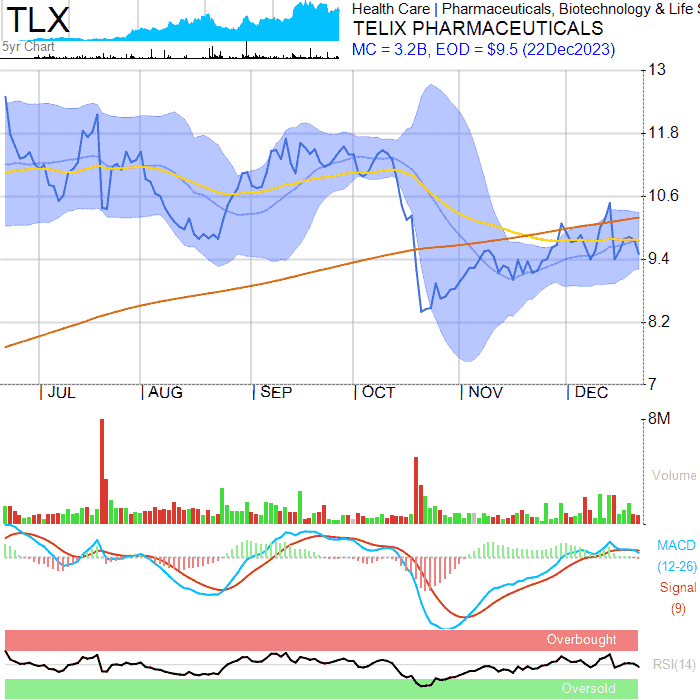 TLX
5yr Chart
Health Care | Pharmaceuticals, Biotechnology & Life S
TELIX PHARMACEUTICALS
MC = 3.2B, EOD = $9.5 (22Dec2023)
13
11.8
10.6
9.4
8.2
7
JUL AUG SEP OCT NOV DEC
8M
Volume
MACD
(12-26)
Signal
(9)
Overbought
RSI(14)
Oversold